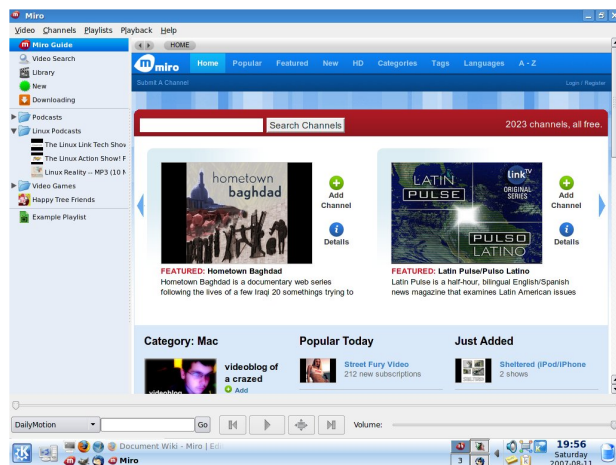 Miro
Video Channels Playlists Playback Help
Miro Guide
Video Search
Library
New
Downloading
Podcasts
Linux Podcasts
The Linux Link Tech Show
The Linux Action Show! F
Linux Reality -- MP3 (10 M
Video Games
Happy Tree Friends
Example Playlist
HOME
miro Home Popular Featured New HD Categories Tags Languages A - Z
Submit A Channel Login / Register
Search Channels 2023 channels, all free.
hometown
baghdad
Add
Channel
Details
FEATURED: Hometown Baghdad
Hometown Baghdad is a documentary web series
following the lives of a few Iraqi 20 somethings trying to
LATIN
PULSE
link TV
ORIGINAL
SERIES
PULSO
LATINO
Add
Channel
Details
FEATURED: Latin Pulse/Pulso Latino
Latin Pulse is a half-hour, bilingual English/Spanish
news magazine that examines Latin American issues
Category: Mac
videoblog of
a crazed
Add
videoblog
Popular Today
Street Fury Video
212 new subscriptions
Just Added
Sheltered (iPod/iPhone
2 shows
DailyMotion Go Volume:
Document Wiki - Miro | Edi
Miro
3
19:56
Saturday
2007-08-11